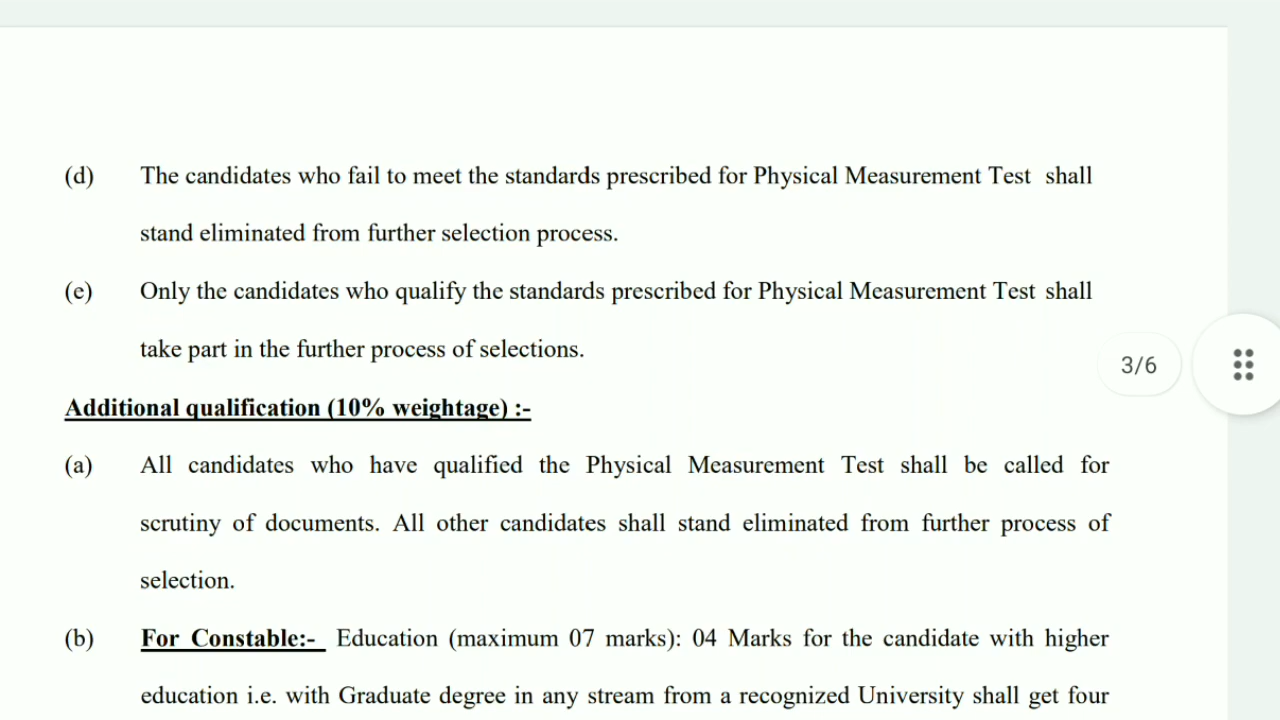 (d) The candidates who fail to meet the standards prescribed for Physical Measurement Test shall
stand eliminated from further selection process.
(e) Only the candidates who qualify the standards prescribed for Physical Measurement Test shall
take part in the further process of selections.
3/6
Additional qualification (10% weightage) :-
(a) All candidates who have qualified the Physical Measurement Test shall be called for
scrutiny of documents. All other candidates shall stand eliminated from further process of
selection.
(b) For Constable:- Education (maximum 07 marks): 04 Marks for the candidate with higher
education i.e. with Graduate degree in any stream from a recognized University shall get four